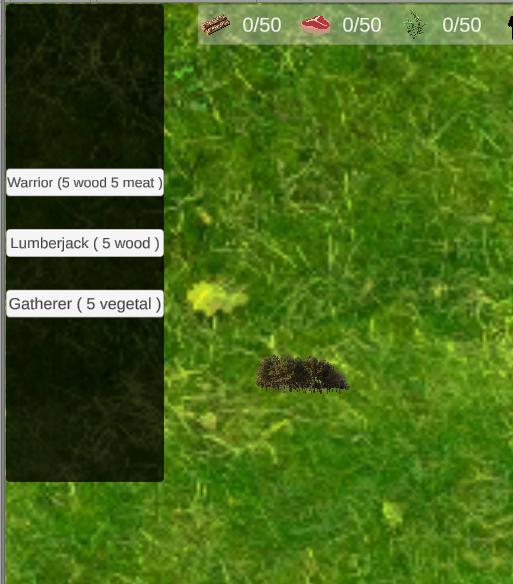 0/50 0/50 0/50
Warrior (5 wood 5 meat )
Lumberjack ( 5 wood )
Gatherer ( 5 vegetal )